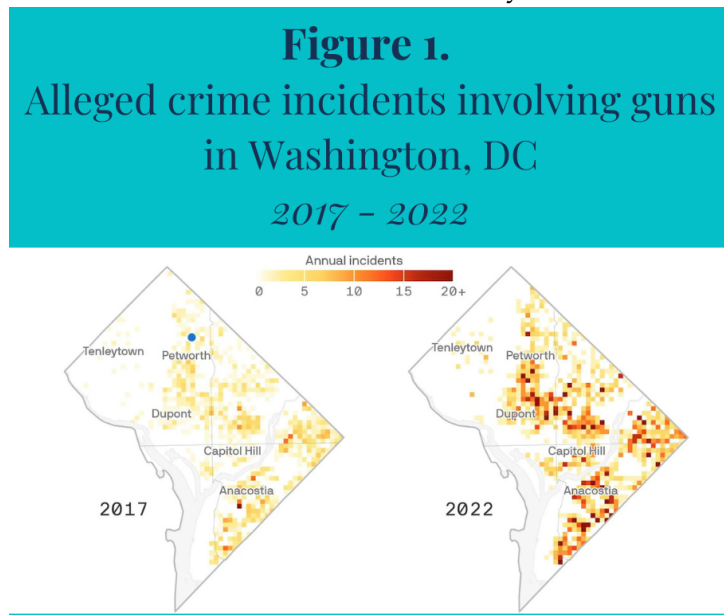 Figure 1.
Alleged crime incidents involving guns
in Washington, DC
2017 - 2022
Annual incidents
0 5 10 15 20+
Tenleytown
Petworth
Dupont
Capitol Hill
Anacostia
2017
Tenleytown
Petworth
Dupont
Capitol Hill
Anacostia
2022